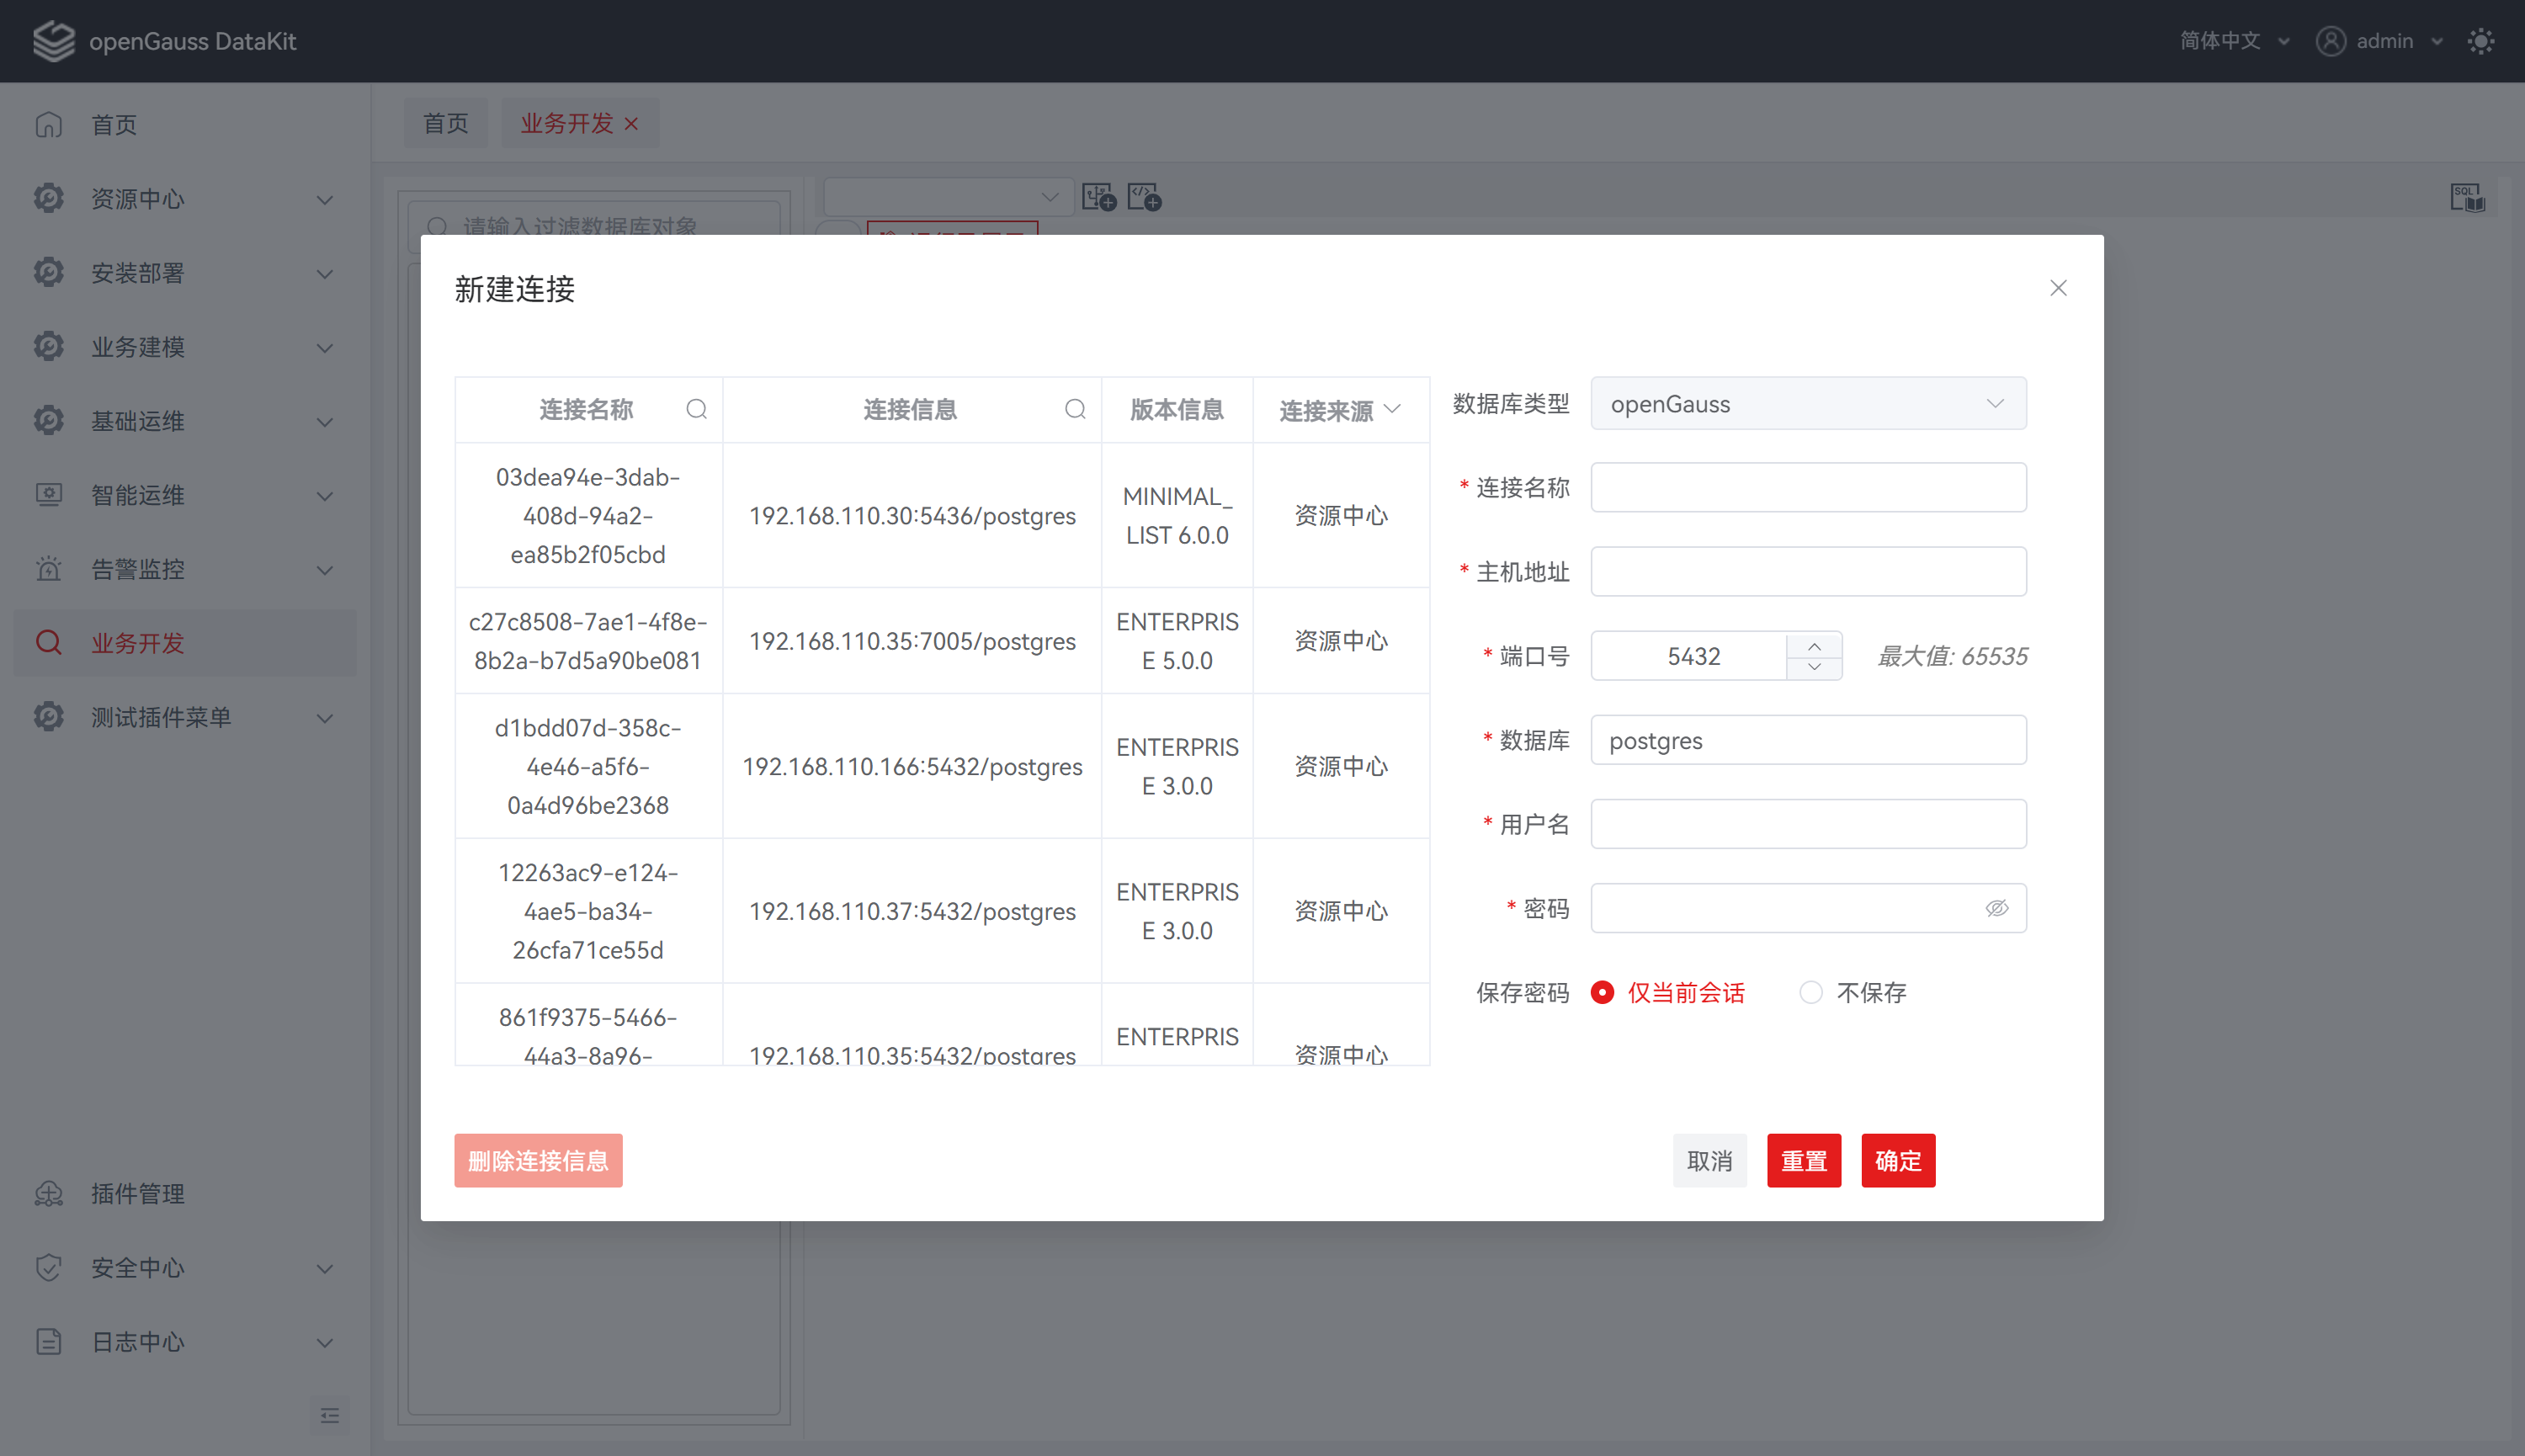 openGauss DataKit
简体中文
admin
首页
资源中心
安装部署
业务建模
基础运维
智能运维
告警监控
业务开发
测试插件菜单
插件管理
安全中心
日志中心
首页
业务开发
请输入过滤数据库对象
SQL
新建连接
连接名称
连接信息
版本信息
连接来源
03dea94e-3dab-
408d-94a2-
ea85b2f05cbd
192.168.110.30:5436/postgres
MINIMAL_
LIST 6.0.0
资源中心
c27c8508-7ae1-4f8e-
8b2a-b7d5a90be081
192.168.110.35:7005/postgres
ENTERPRIS
E 5.0.0
资源中心
d1bdd07d-358c-
4e46-a5f6-
0a4d96be2368
192.168.110.166:5432/postgres
ENTERPRIS
E 3.0.0
资源中心
12263ac9-e124-
4ae5-ba34-
26cfa71ce55d
192.168.110.37:5432/postgres
ENTERPRIS
E 3.0.0
资源中心
861f9375-5466-
44a3-8a96-
192.168.110.35:5432/postgres
ENTERPRIS
资源中心
数据库类型
openGauss
* 连接名称
* 主机地址
* 端口号
5432
最大值: 65535
* 数据库
postgres
* 用户名
* 密码
保存密码
仅当前会话
不保存
删除连接信息
取消
重置
确定